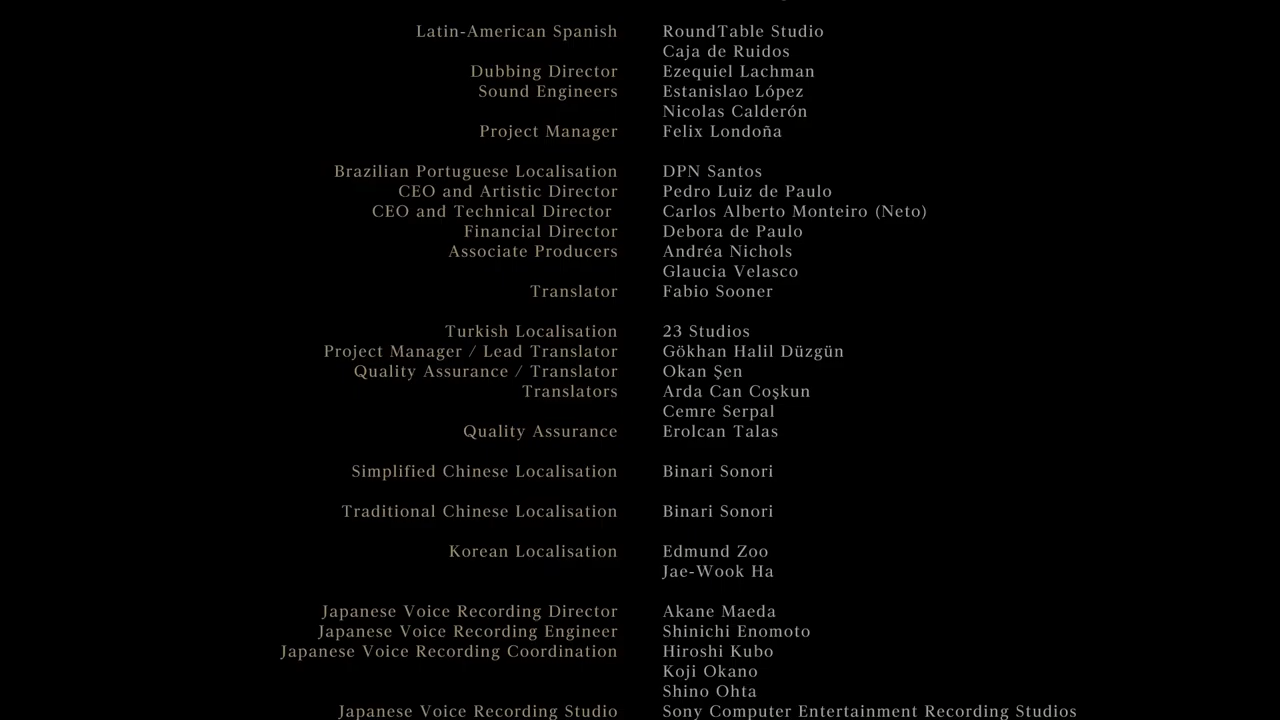 Latin-American Spanish RoundTable Studio
Caja de Ruidos
Dubbing Director Ezequiel Lachman
Sound Engineers Estanislao López
Nicolas Calderón
Project Manager Felix Londoña
Brazilian Portuguese Localisation DPN Santos
CEO and Artistic Director Pedro Luiz de Paulo
CEO and Technical Director Carlos Alberto Monteiro (Neto)
Financial Director Debora de Paulo
Associate Producers Andréa Nichols
Glaucia Velasco
Translator Fabio Sooner
Turkish Localisation 23 Studios
Project Manager / Lead Translator Gökhan Halil Düzgün
Quality Assurance / Translator Okan Şen
Translators Arda Can Coşkun
Cemre Serpal
Quality Assurance Erolcan Talas
Simplified Chinese Localisation Binari Sonori
Traditional Chinese Localisation Binari Sonori
Korean Localisation Edmund Zoo
Jae-Wook Ha
Japanese Voice Recording Director Akane Maeda
Japanese Voice Recording Engineer Shinichi Enomoto
Japanese Voice Recording Coordination Hiroshi Kubo
Koji Okano
Shino Ohta
Japanese Voice Recording Studio Sony Computer Entertainment Recording Studios